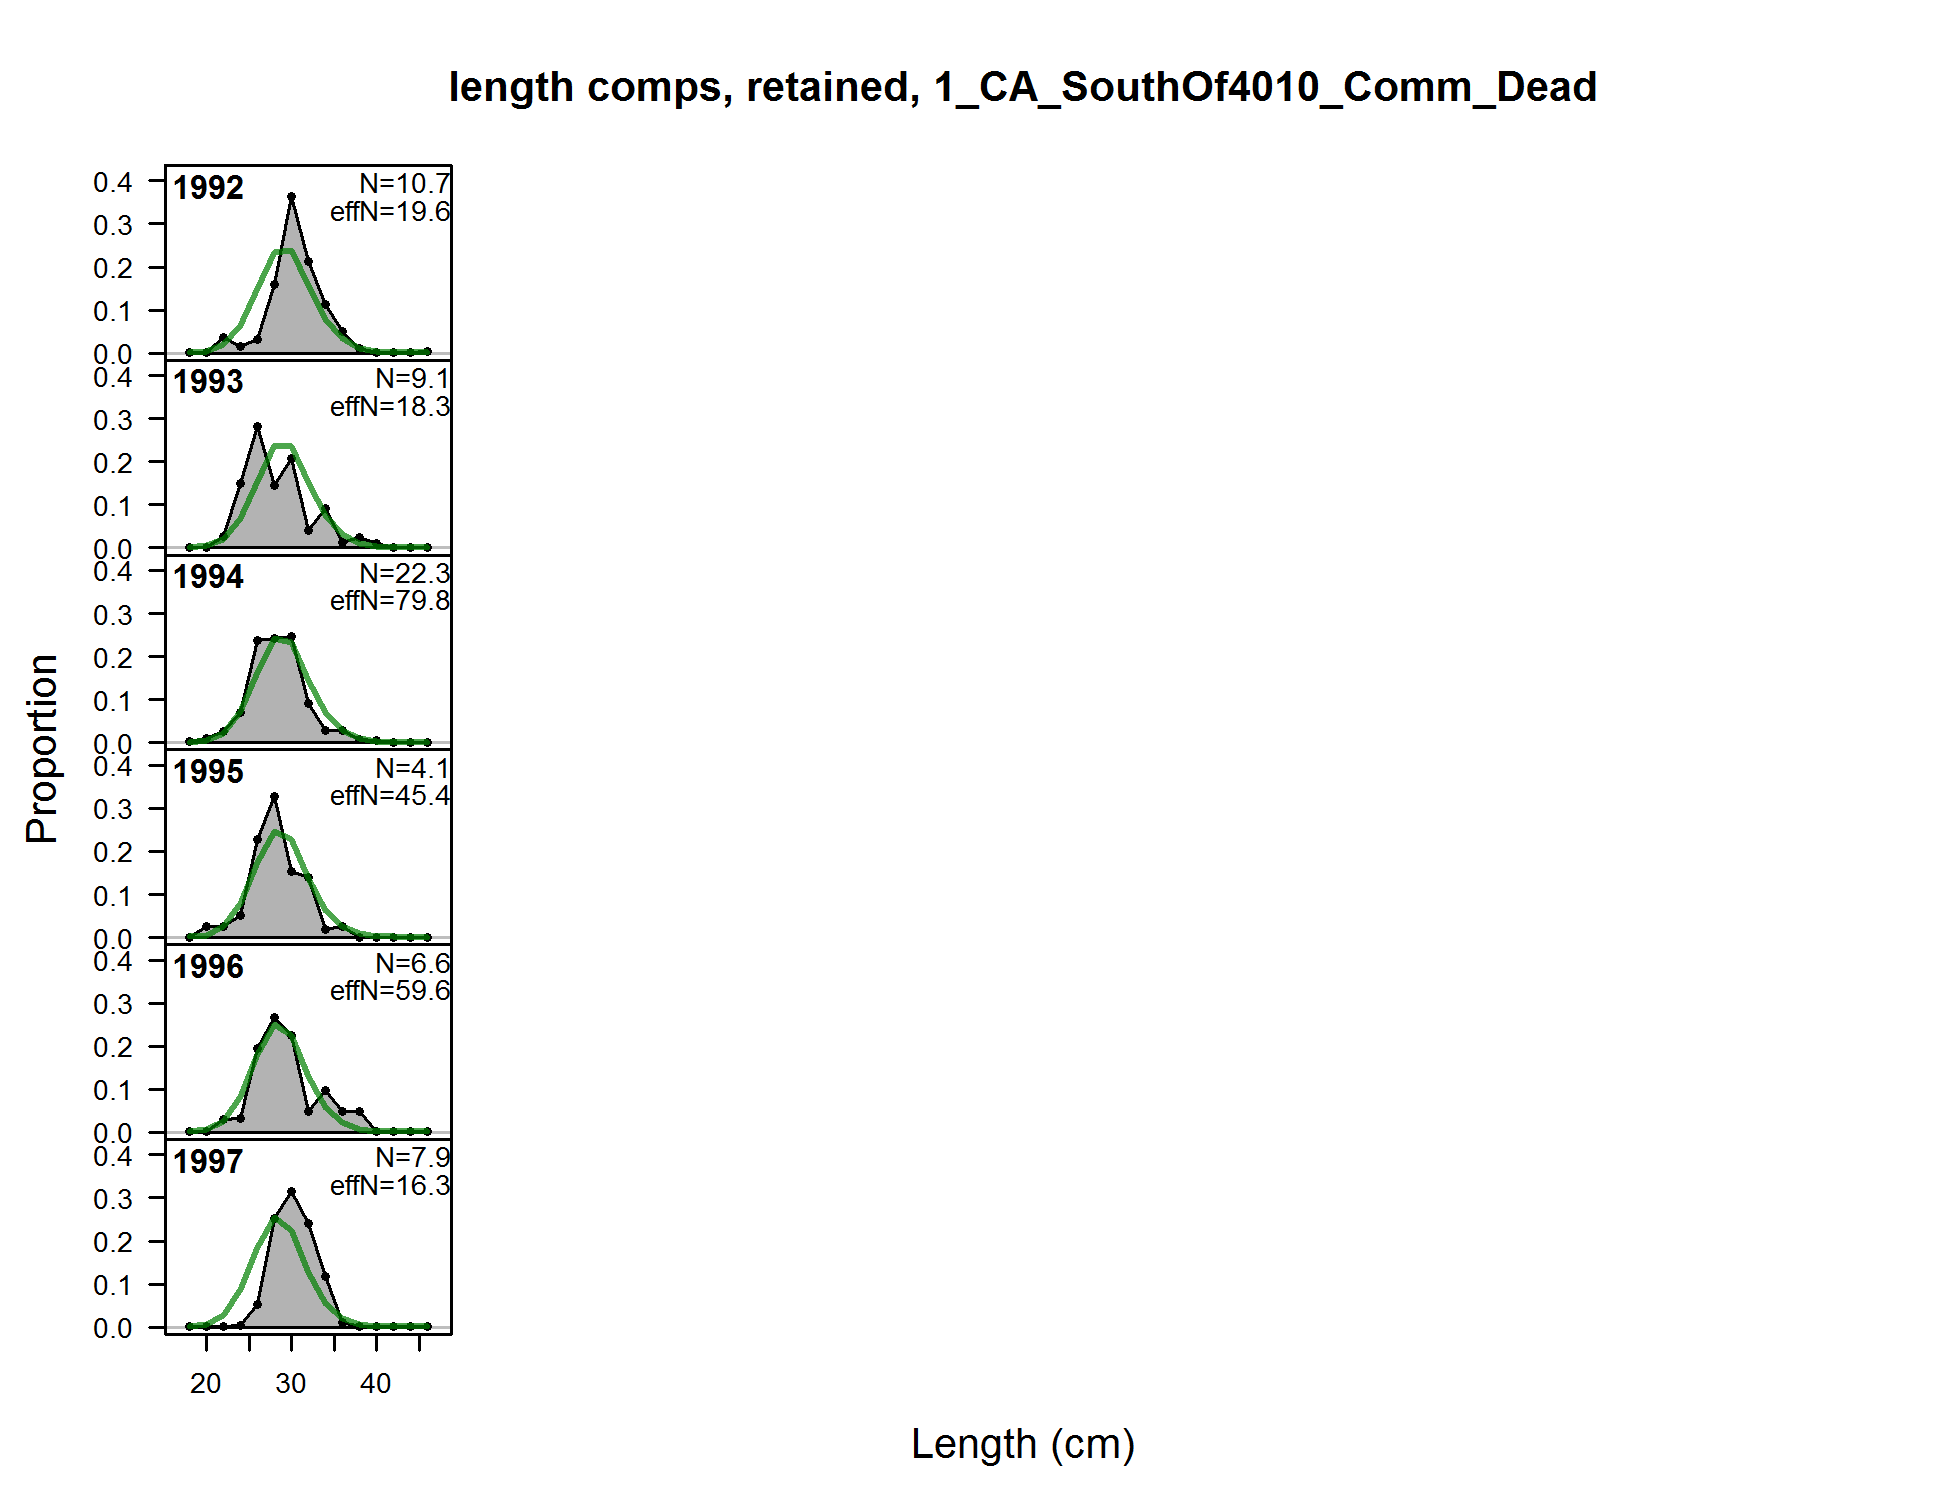 length comps, retained, 1_CA_SouthOf4010_Comm_Dead
Proportion
0.4
0.3
0.2
0.1
0.0
1992
N=10.7
effN=19.6
0.4
0.3
0.2
0.1
0.0
1993
N=9.1
effN=18.3
0.4
0.3
0.2
0.1
0.0
1994
N=22.3
effN=79.8
0.4
0.3
0.2
0.1
0.0
1995
N=4.1
effN=45.4
0.4
0.3
0.2
0.1
0.0
1996
N=6.6
effN=59.6
0.4
0.3
0.2
0.1
0.0
1997
N=7.9
effN=16.3
20 30 40
Length (cm)